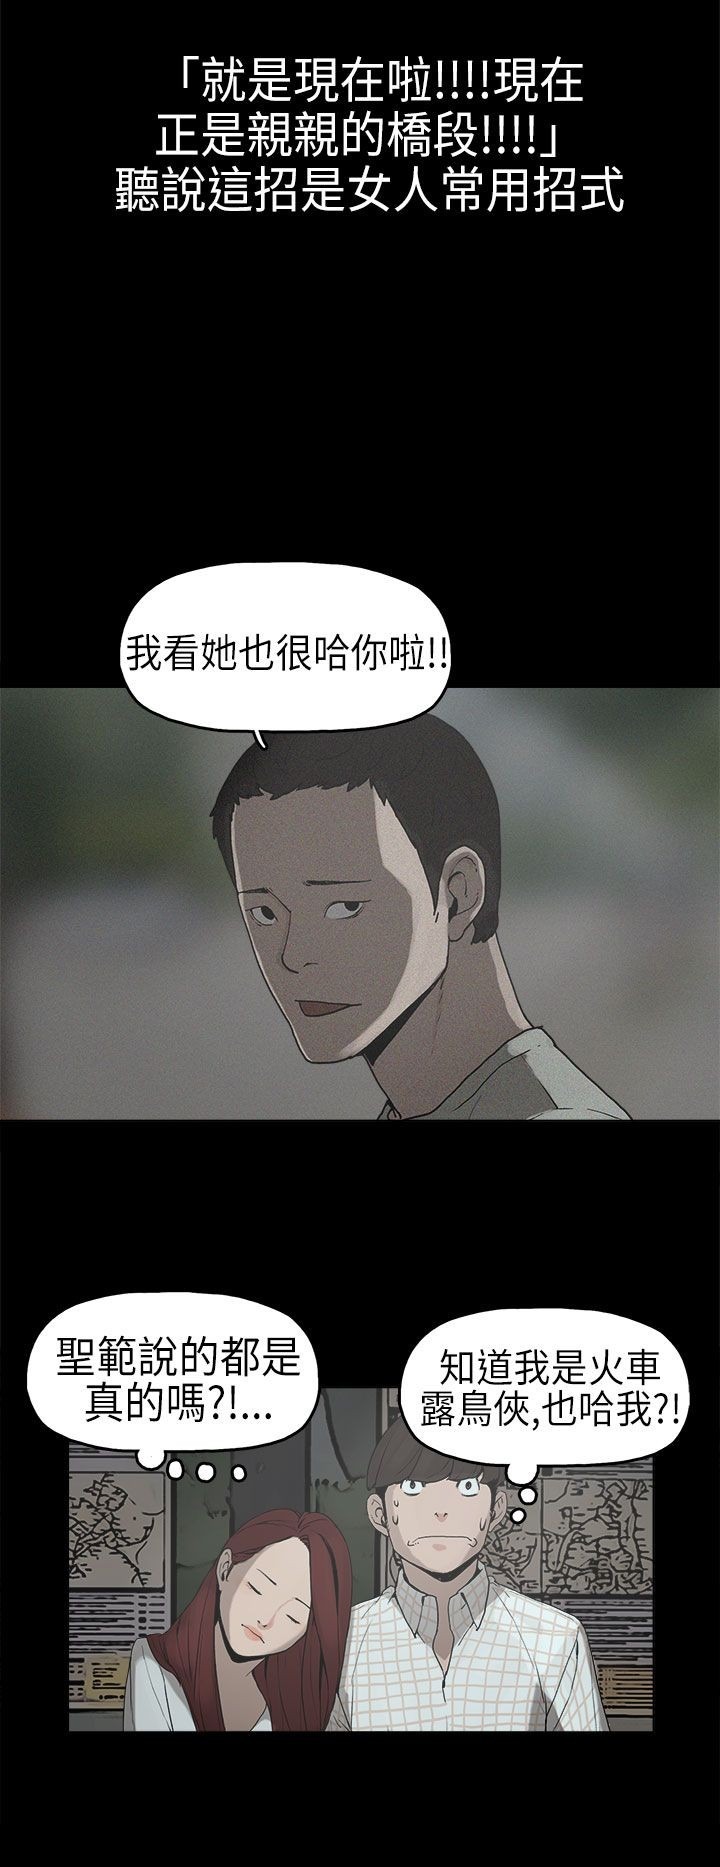 「就是現在啦!!!!現在
正是親親的橋段!!!!」
聽說這招是女人常用招式
我看她也很哈你啦!!
聖範說的都是
真的嗎?!...
知道我是火車
露鳥俠,也哈我?!